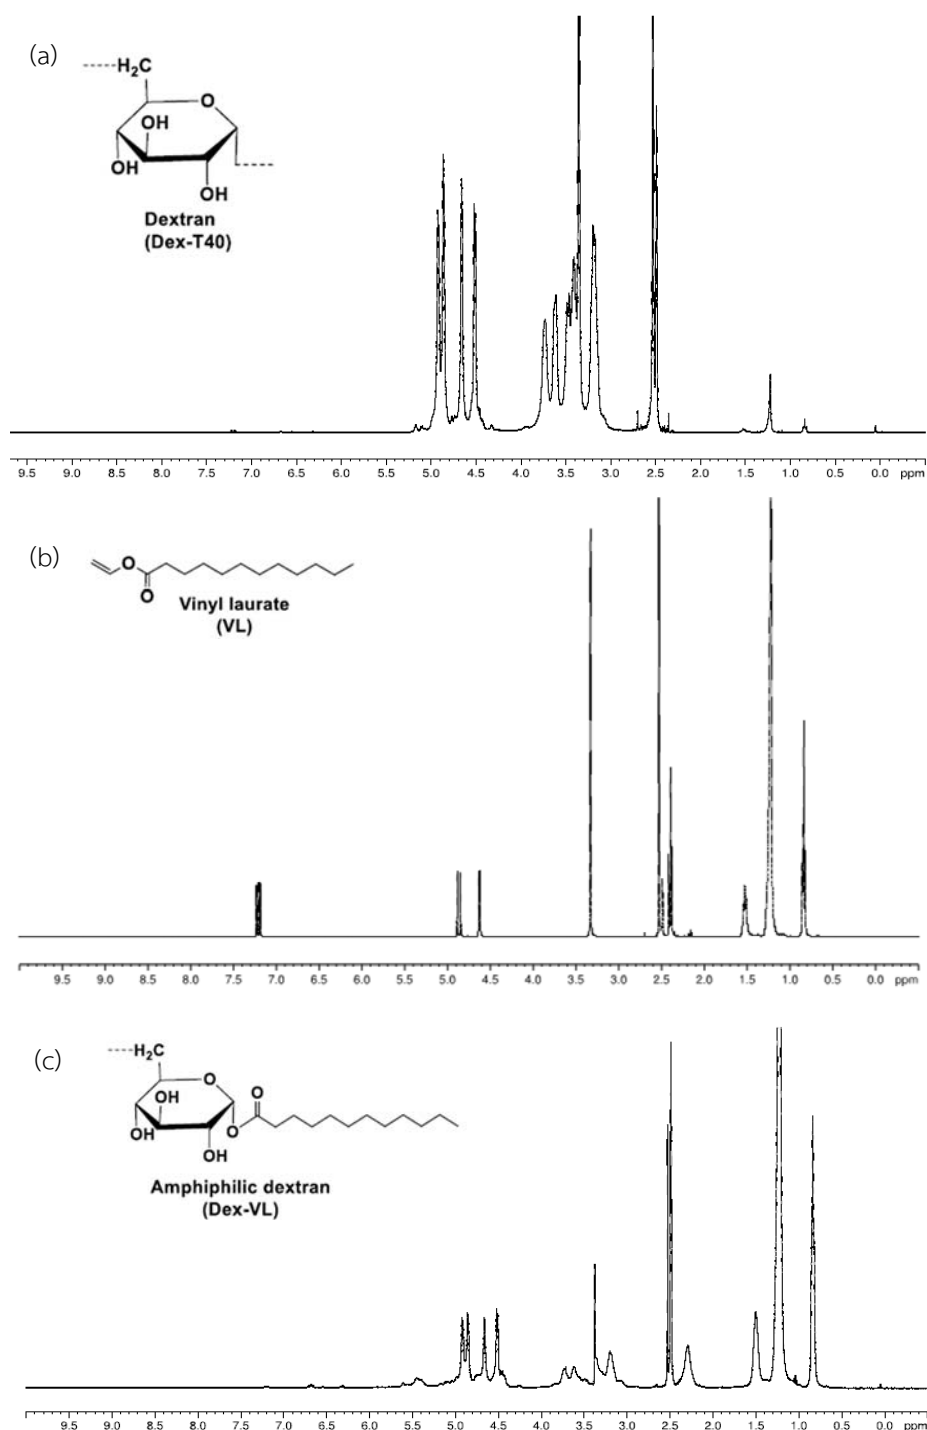 (a)
H₂C
O
OH
OH
OH
Dextran
(Dex-T40)
9.5 9.0 8.5 8.0 7.5 7.0 6.5 6.0 5.5 5.0 4.5 4.0 3.5 3.0 2.5 2.0 1.5 1.0 0.5 0.0 ppm
(b)
O
O
Vinyl laurate
(VL)
9.5 9.0 8.5 8.0 7.5 7.0 6.5 6.0 5.5 5.0 4.5 4.0 3.5 3.0 2.5 2.0 1.5 1.0 0.5 0.0 ppm
(c)
H₂C
O
O
OH
OH
O
OH
Amphiphilic dextran
(Dex-VL)
9.5 9.0 8.5 8.0 7.5 7.0 6.5 6.0 5.5 5.0 4.5 4.0 3.5 3.0 2.5 2.0 1.5 1.0 0.5 0.0 ppm